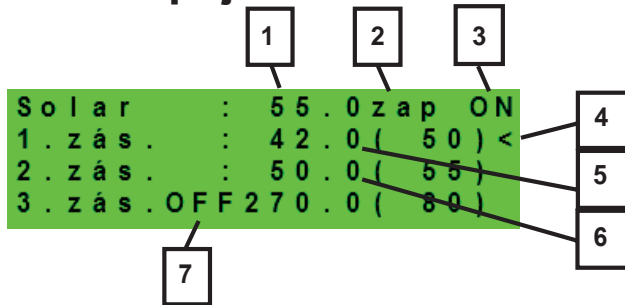 1 2 3
Solar : 55.0zap ON
1.zás. : 42.0( 50)<
2.zás. : 50.0( 55)
3.zás.OFF270.0( 80)
4
5
6
7